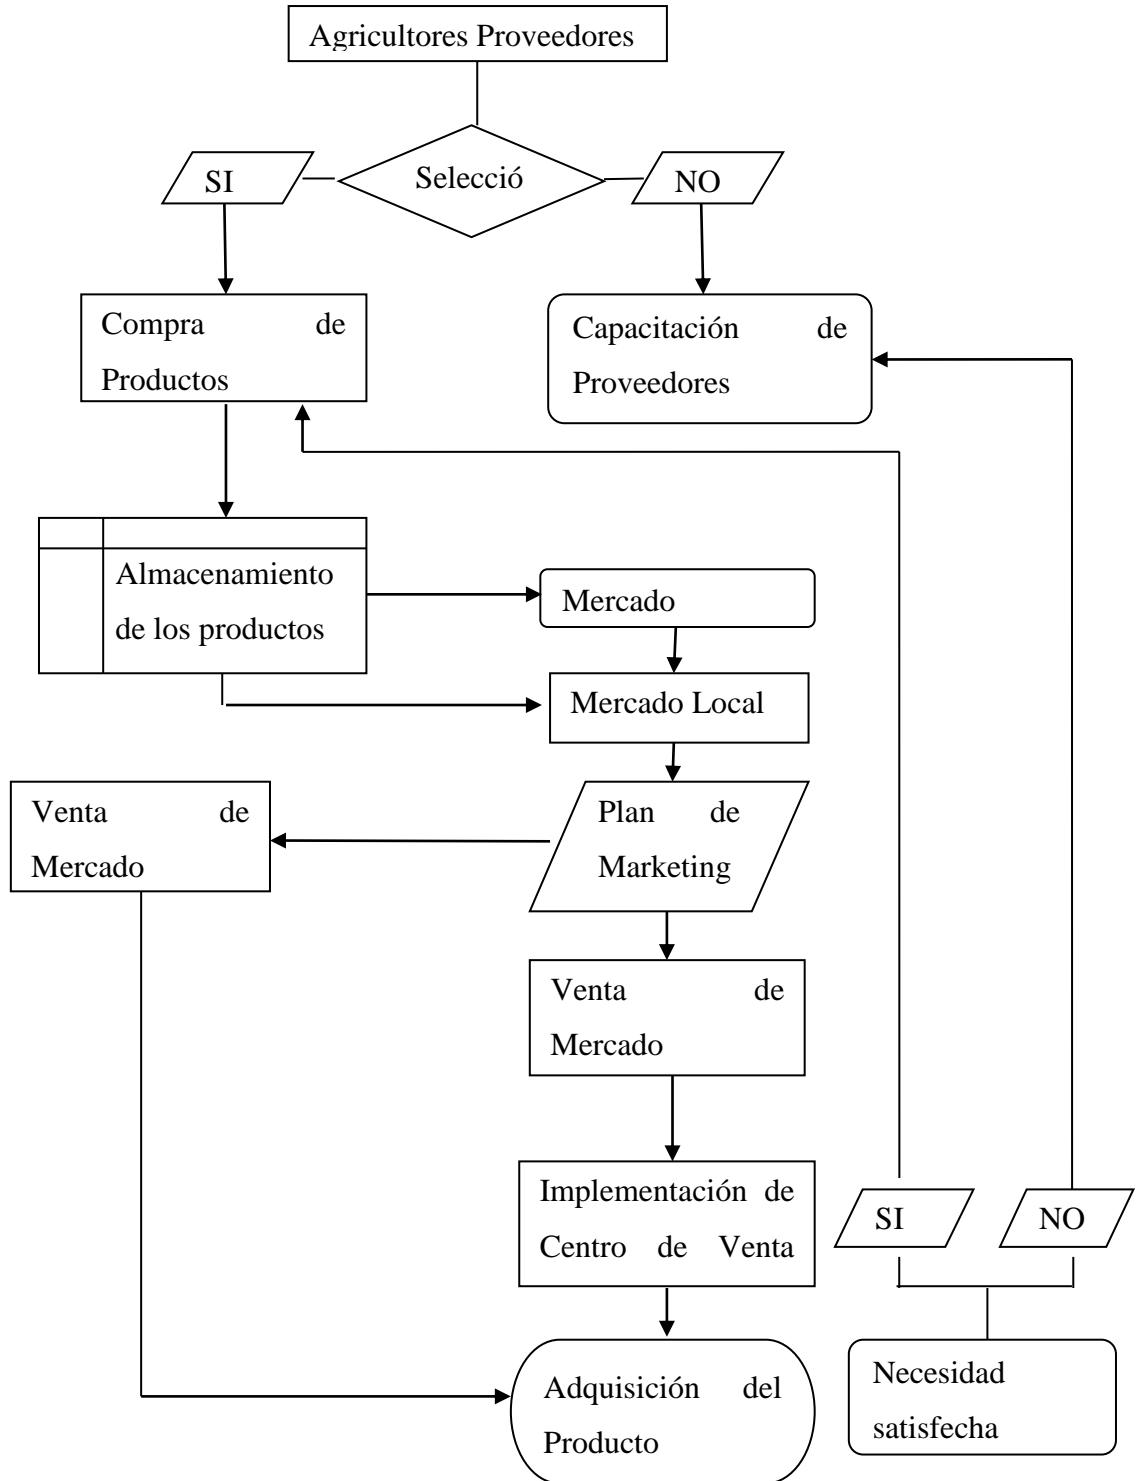 Agricultores Proveedores
SI
Selecció
NO
Compra de
Productos
Capacitación de
Proveedores
Almacenamiento
de los productos
Mercado
Mercado Local
Venta de
Mercado
Plan de
Marketing
Venta de
Mercado
Implementación de
Centro de Venta
SI
NO
Adquisición del
Producto
Necesidad
satisfecha